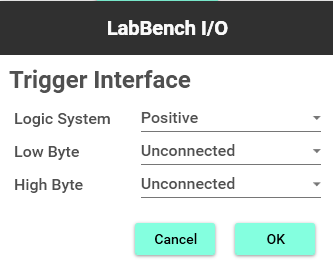 LabBench I/O
Trigger Interface
Logic System Positive
Low Byte Unconnected
High Byte Unconnected
Cancel OK